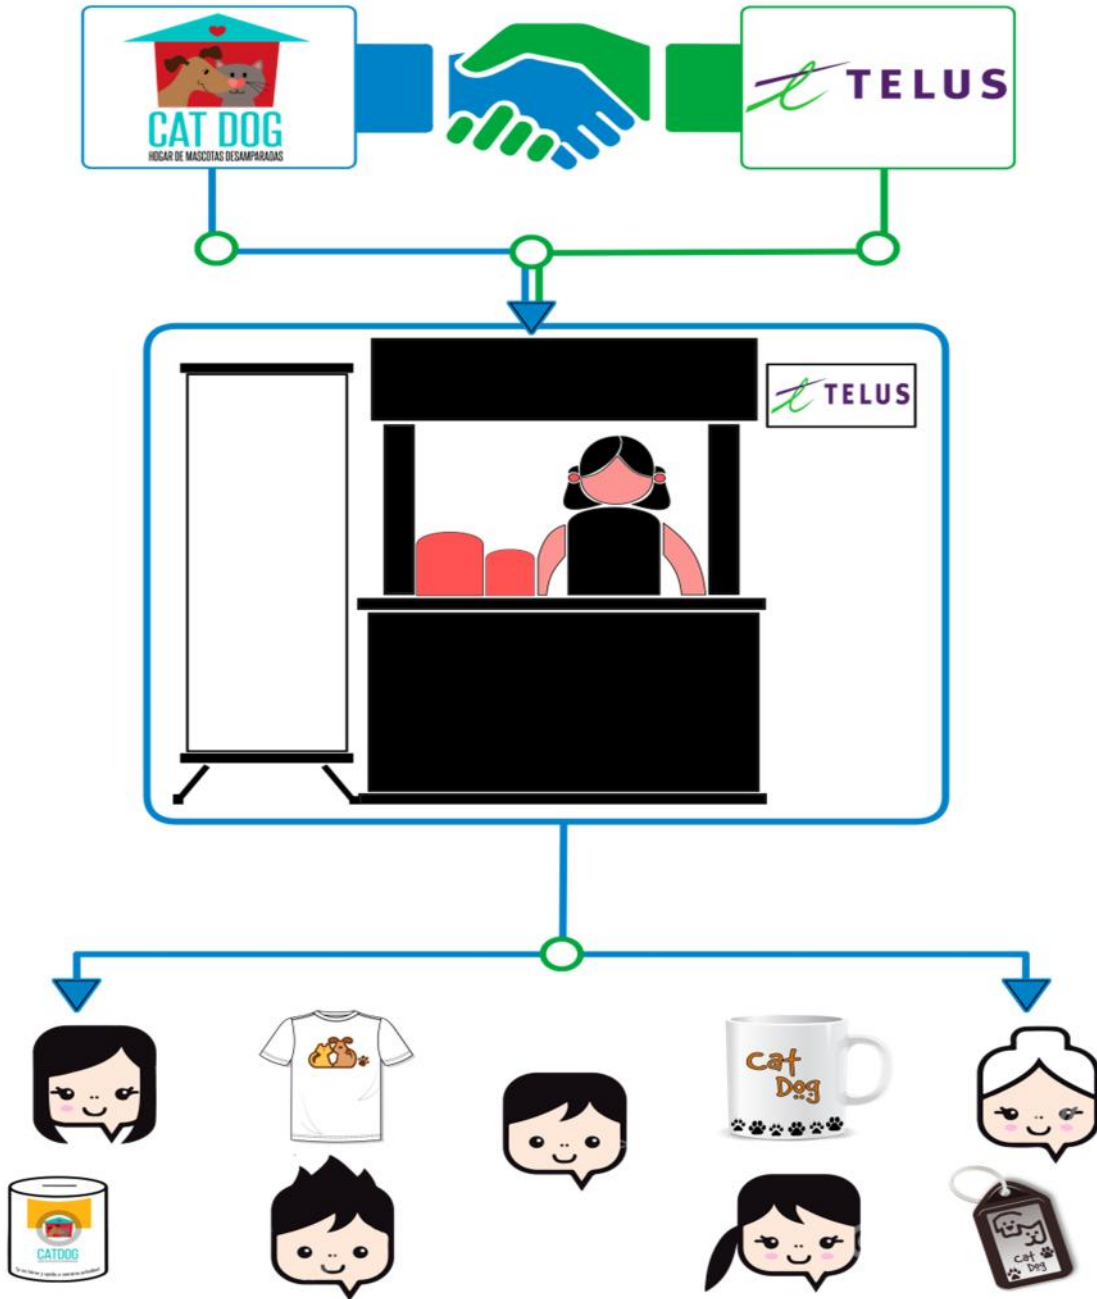 CAT DOG
HOGAR DE MASCOTAS DESAMPARADAS
TELUS
TELUS
cat
Dog
CATDOG
cat
Dog